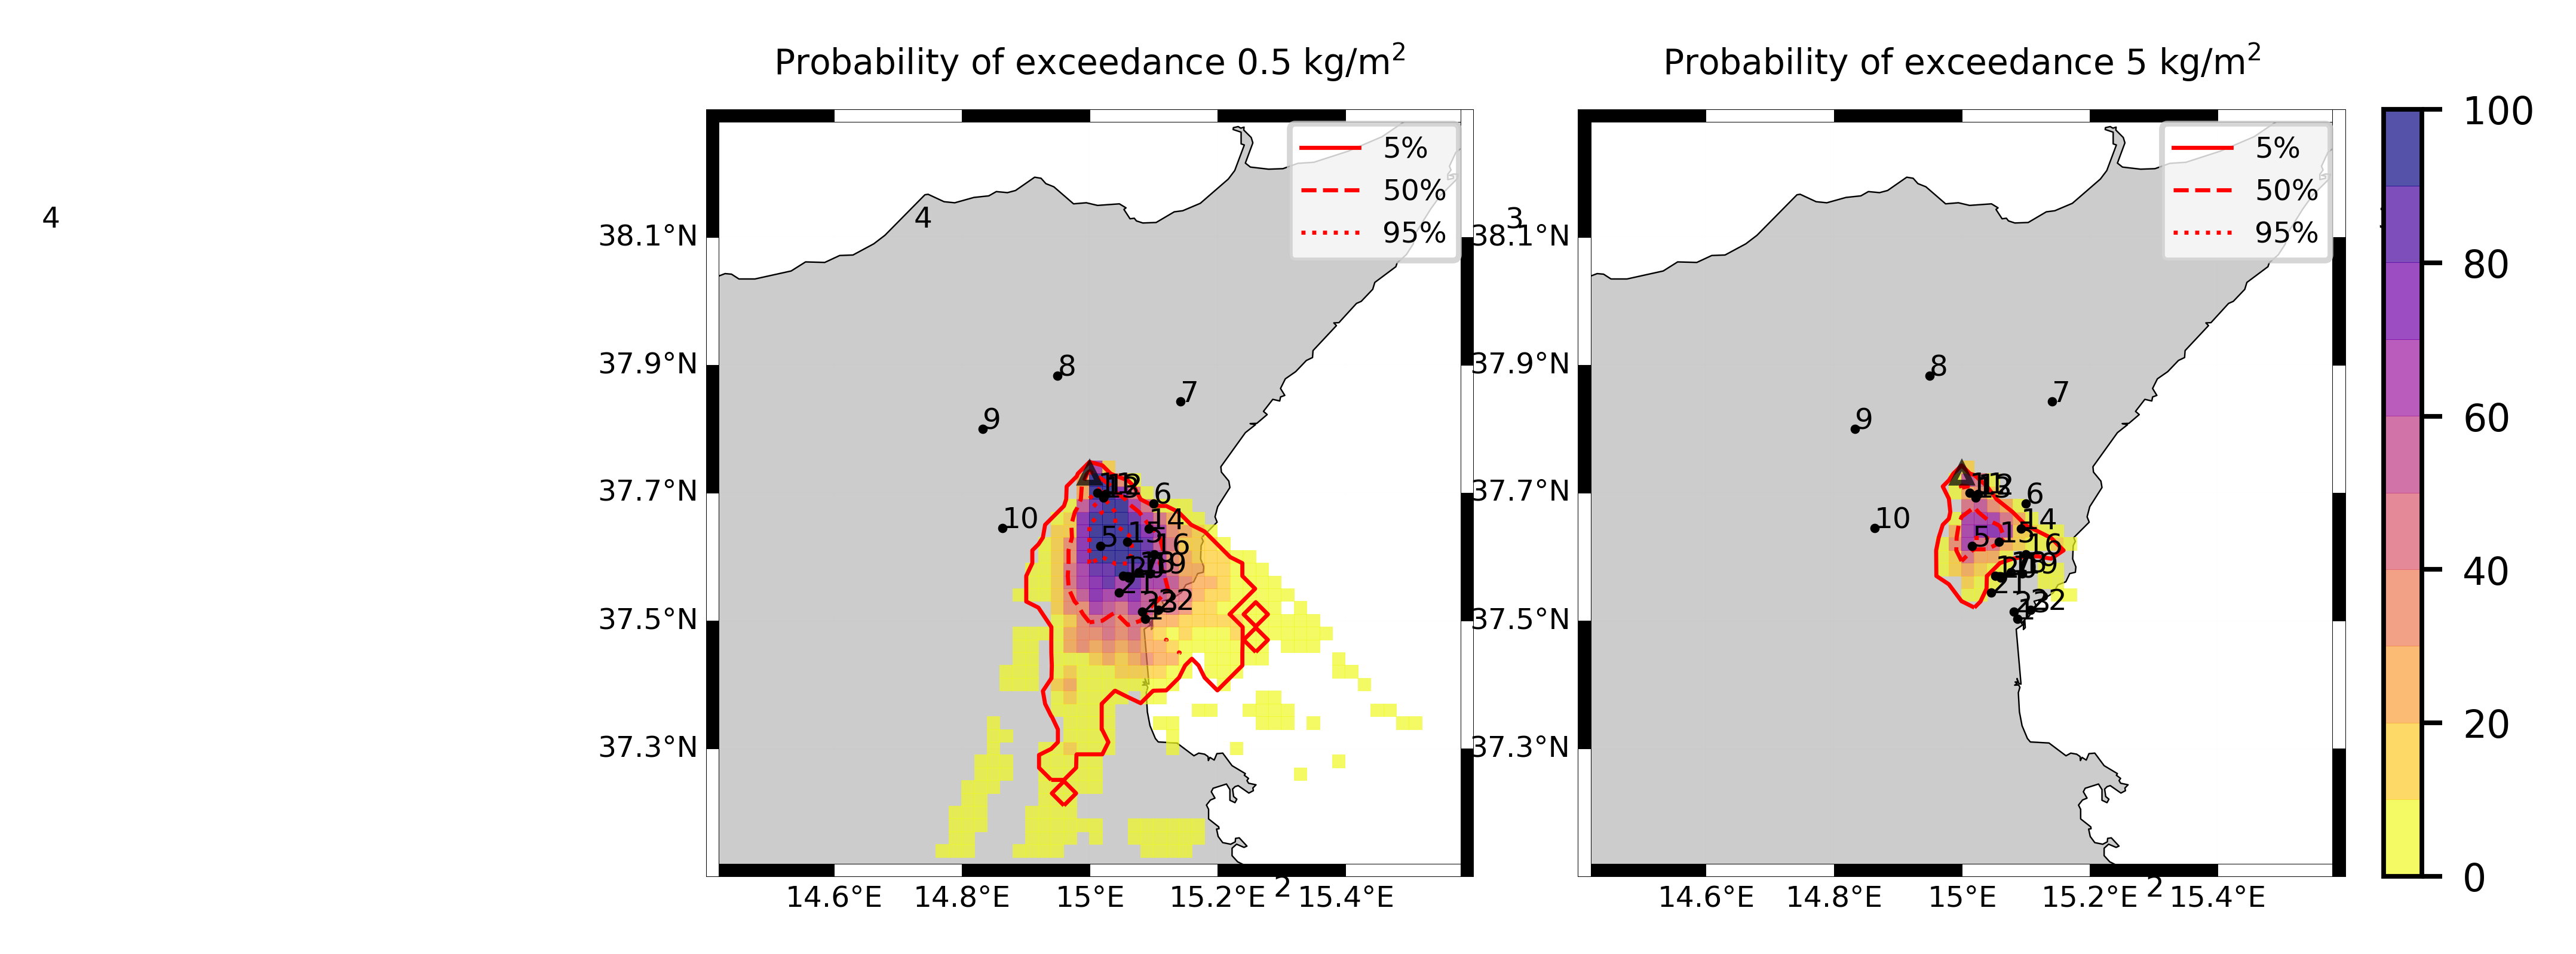 Probability of exceedance 0.5 kg/m²
Probability of exceedance 5 kg/m²
4
4
3
5%
50%
95%
5%
50%
95%
38.1°N
37.9°N
37.7°N
37.5°N
37.3°N
38.1°N
37.9°N
37.7°N
37.5°N
37.3°N
8
7
9
10
6
14
15
5
16
8
7
9
10
6
14
15
5
16
14.6°E
14.8°E
15°E
15.2°E
2
15.4°E
14.6°E
14.8°E
15°E
15.2°E
2
15.4°E
100
80
60
40
20
0